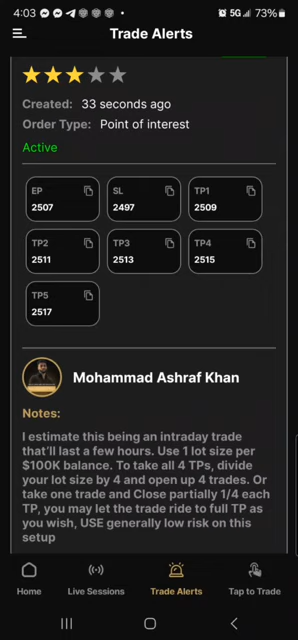 4:03 73%
5G
Trade Alerts
Created: 33 seconds ago
Order Type: Point of interest
Active
EP SL TP1
2507 2497 2509
TP2 TP3 TP4
2511 2513 2515
TP5
2517
Mohammad Ashraf Khan
Notes:
I estimate this being an intraday trade
that'll last a few hours. Use 1 lot size per
$100K balance. To take all 4 TPs, divide
your lot size by 4 and open up 4 trades. Or
take one trade and Close partially 1/4 each
TP, you may let the trade ride to full TP as
you wish, USE generally low risk on this
setup
Home Live Sessions Trade Alerts Tap to Trade